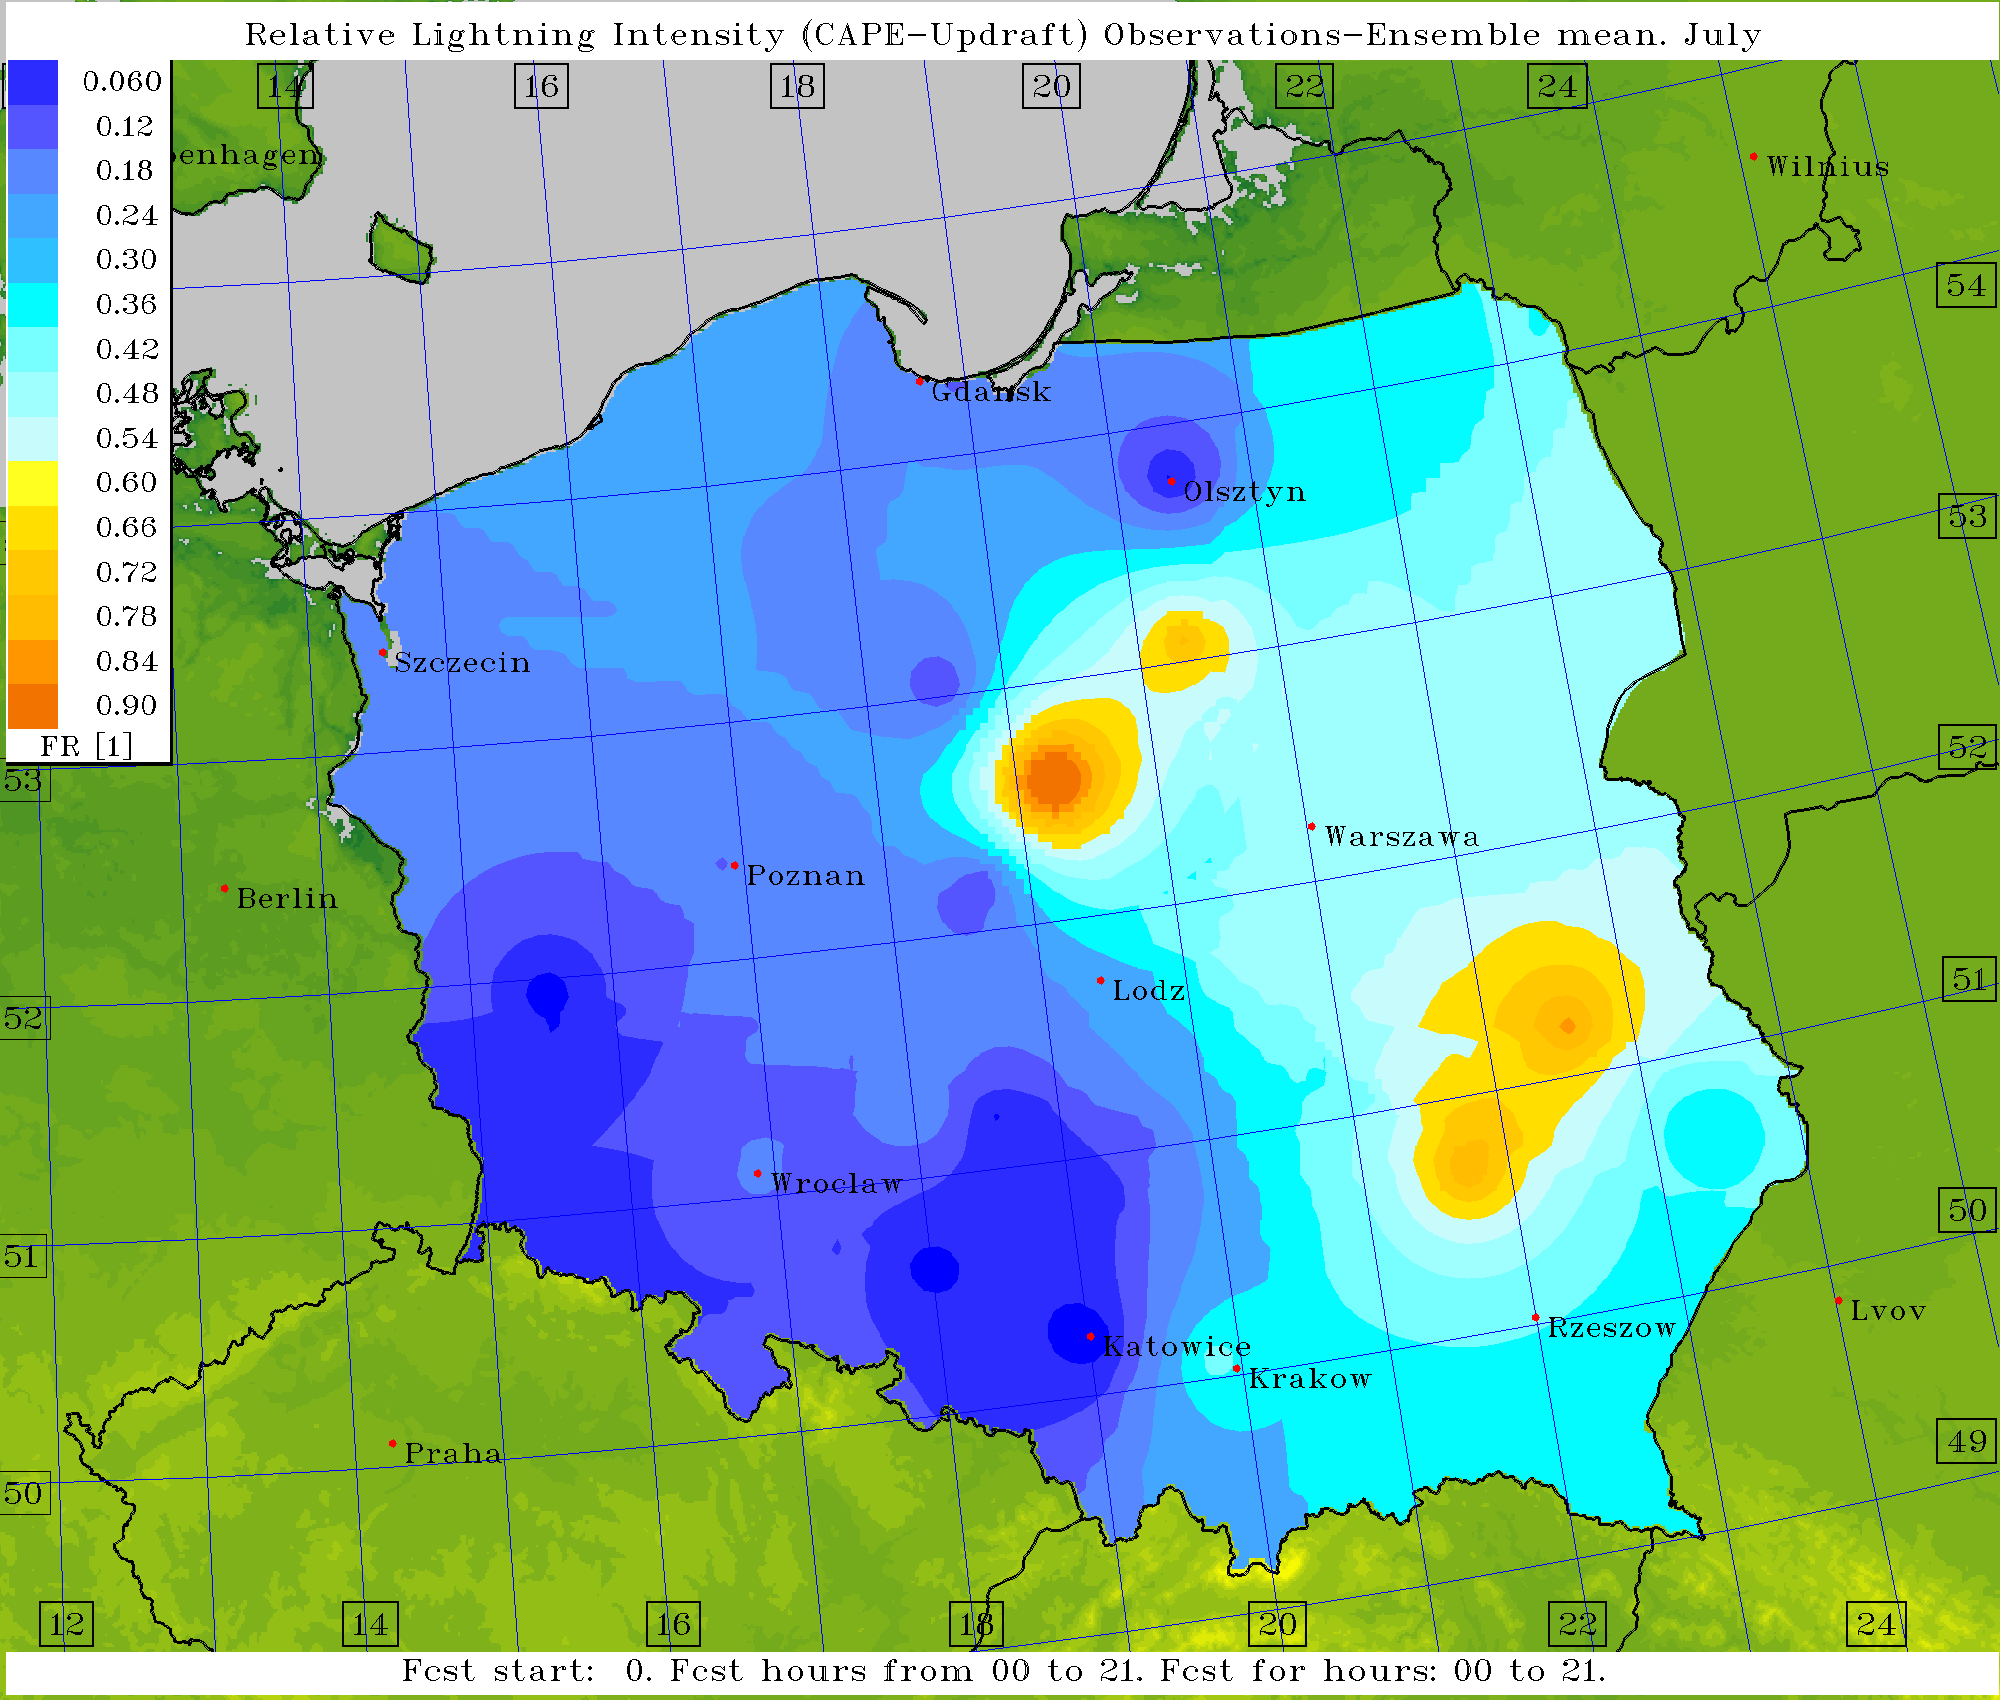 Relative Lightning Intensity (CAPE-Updraft) Observations-Ensemble mean. July
14 16 18 20 22 24
0.060
0.12
0.18
0.24
0.30
0.36
0.42
0.48
0.54
0.60
0.66
0.72
0.78
0.84
0.90
FR [1]
penhagen
Wilnius
54
Gdansk
Olsztyn
53
Szczecin
52
53
Warszawa
Poznan
Berlin
51
Lodz
52
Wroclaw
50
51
Lvov
Rzeszow
Katowice
Krakow
49
Praha
50
12 14 16 18 20 22 24
Fcst start: 0. Fcst hours from 00 to 21. Fcst for hours: 00 to 21.